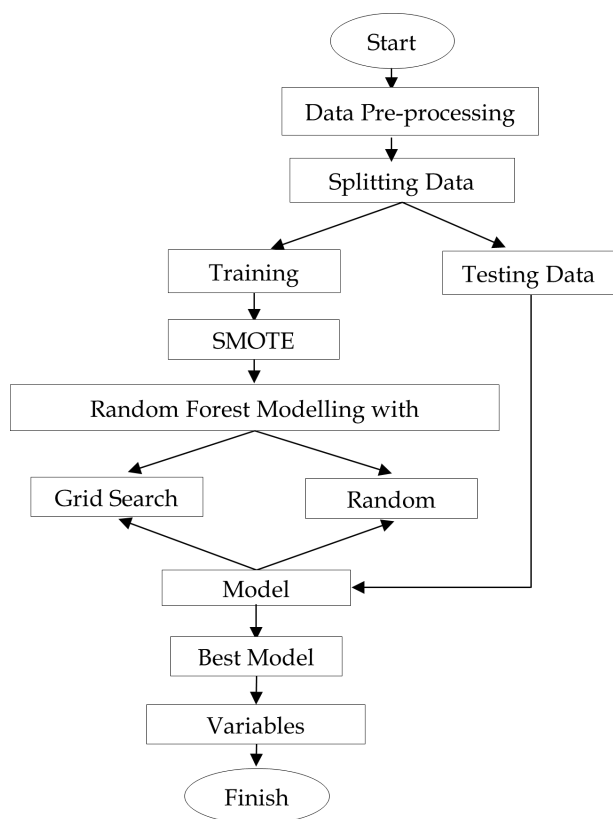 Start
Data Pre-processing
Splitting Data
Training
Testing Data
SMOTE
Random Forest Modelling with
Grid Search
Random
Model
Best Model
Variables
Finish